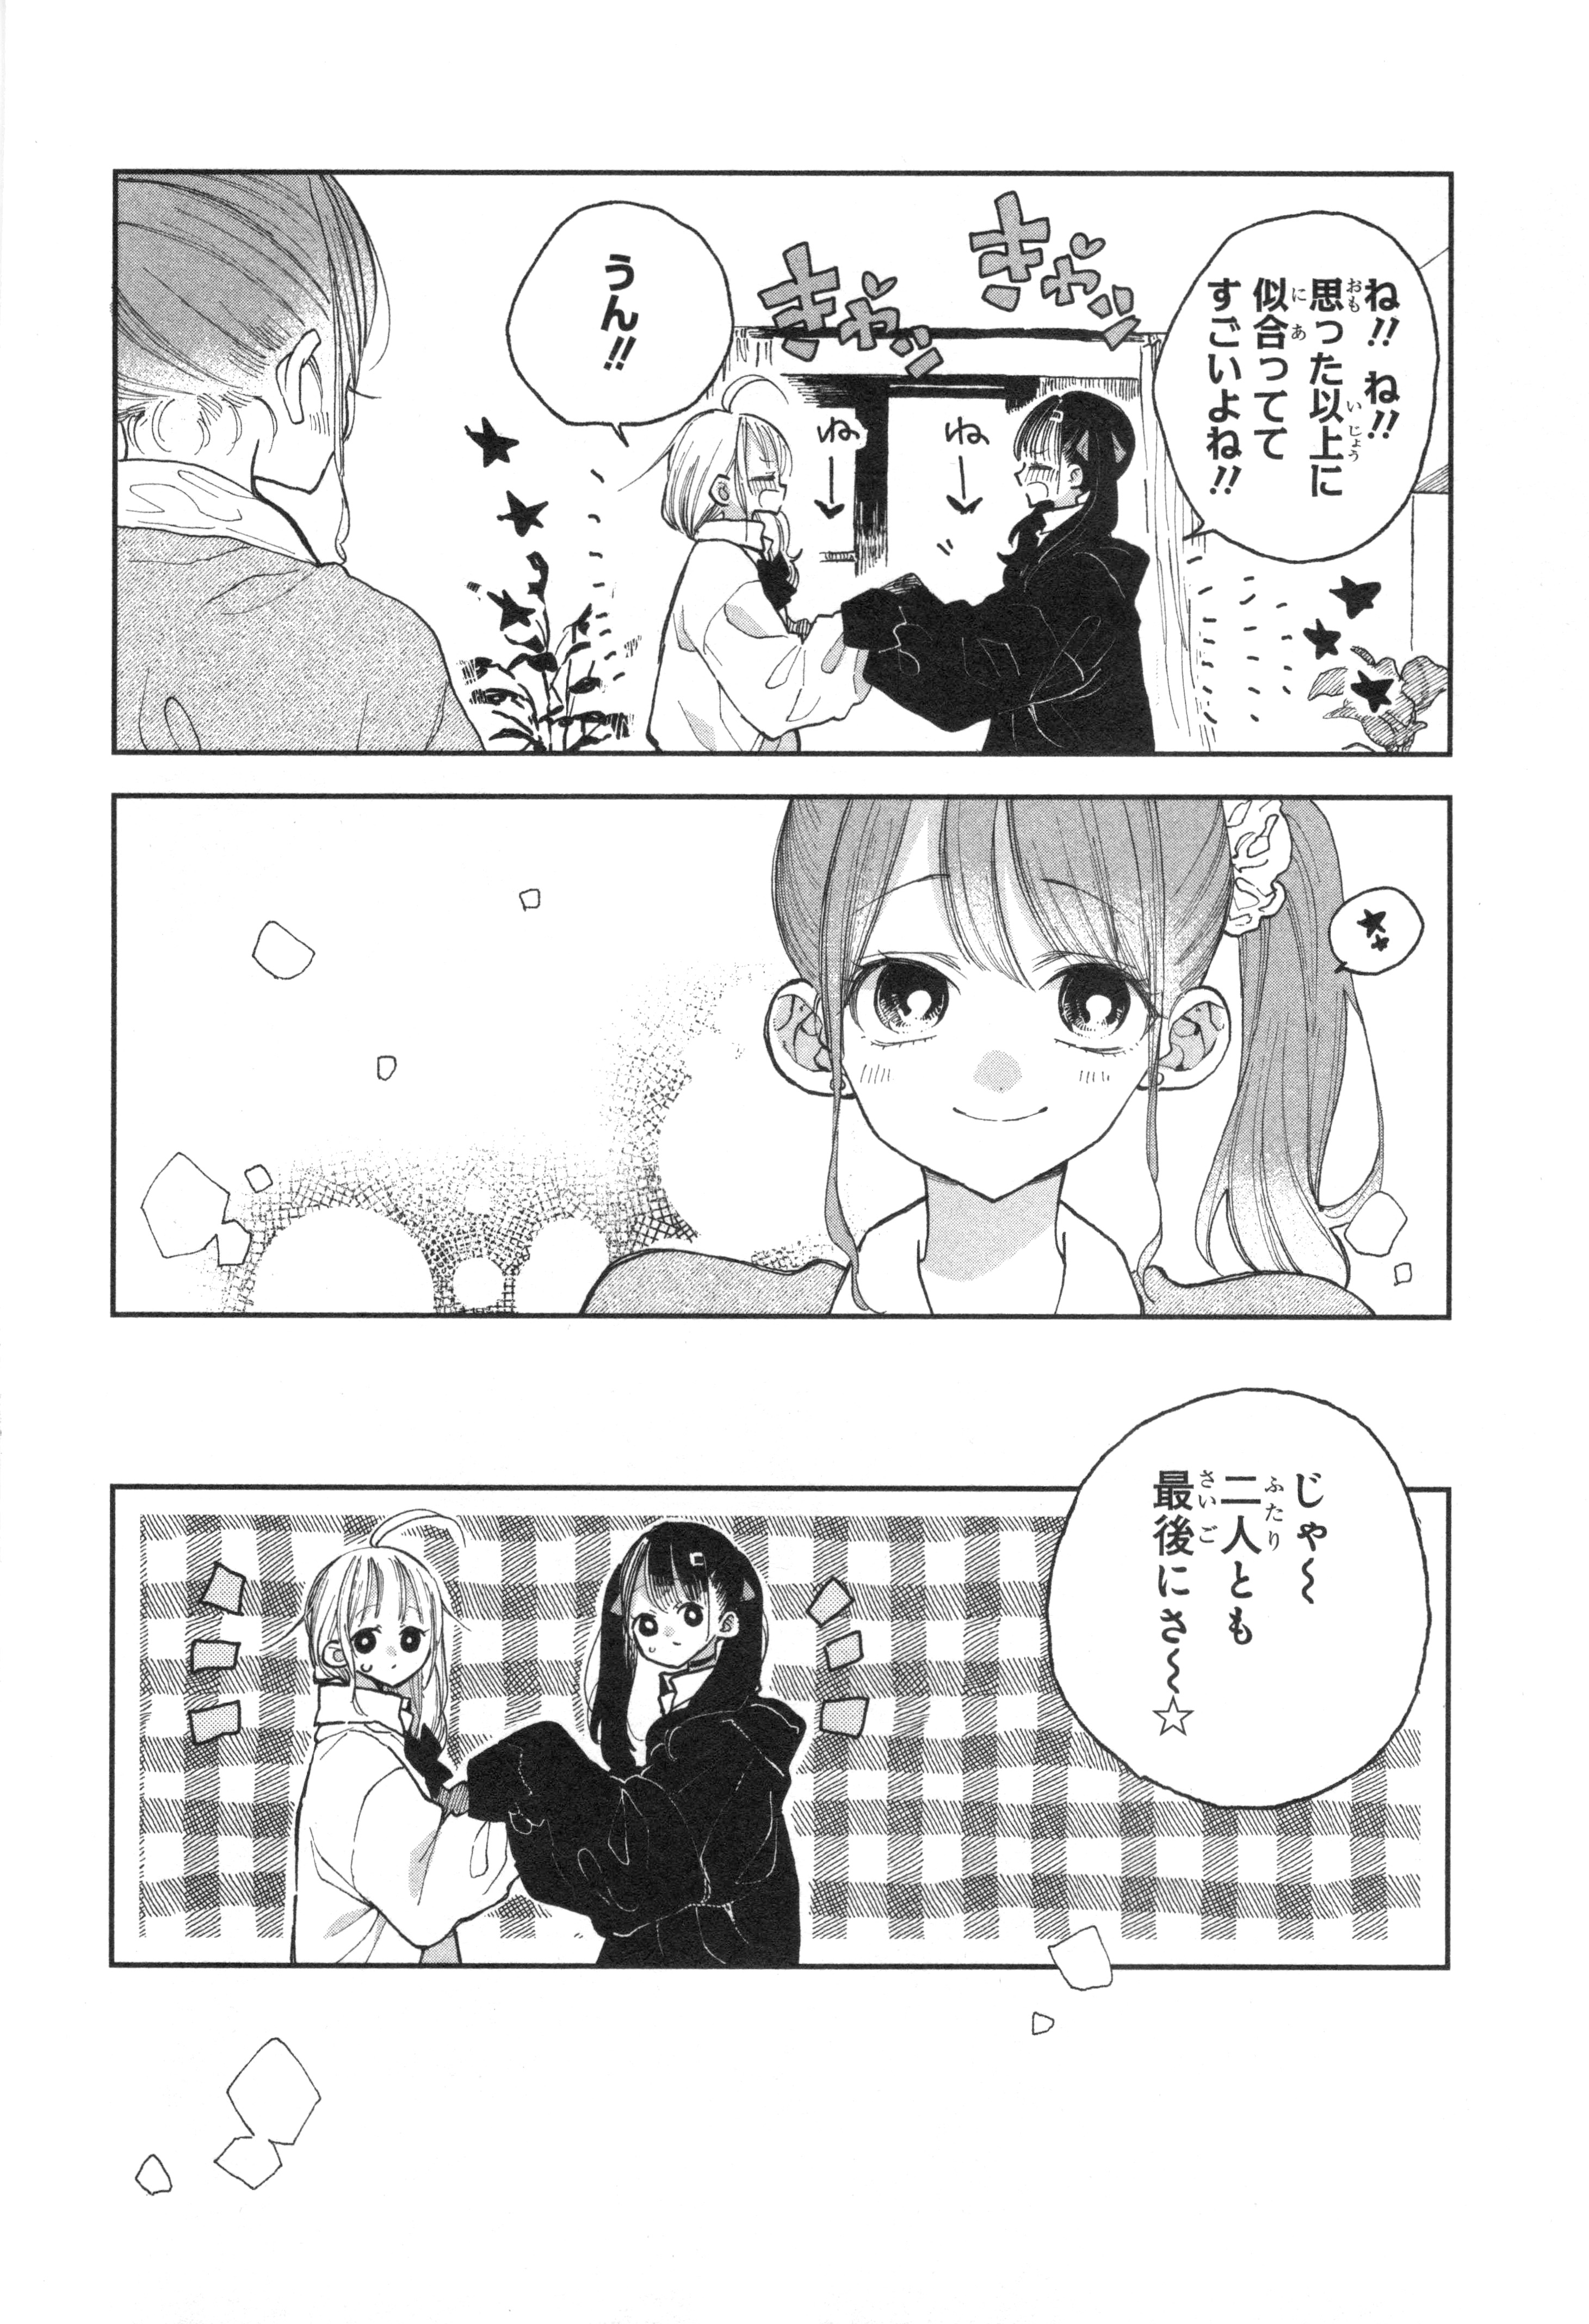 ね!! ね!!
思った以上に
似合ってて
すごいよね!!
きゃッ
きゃッ
ね
ね
うん!!
じゃ〜
二人とも
最後にさ〜☆